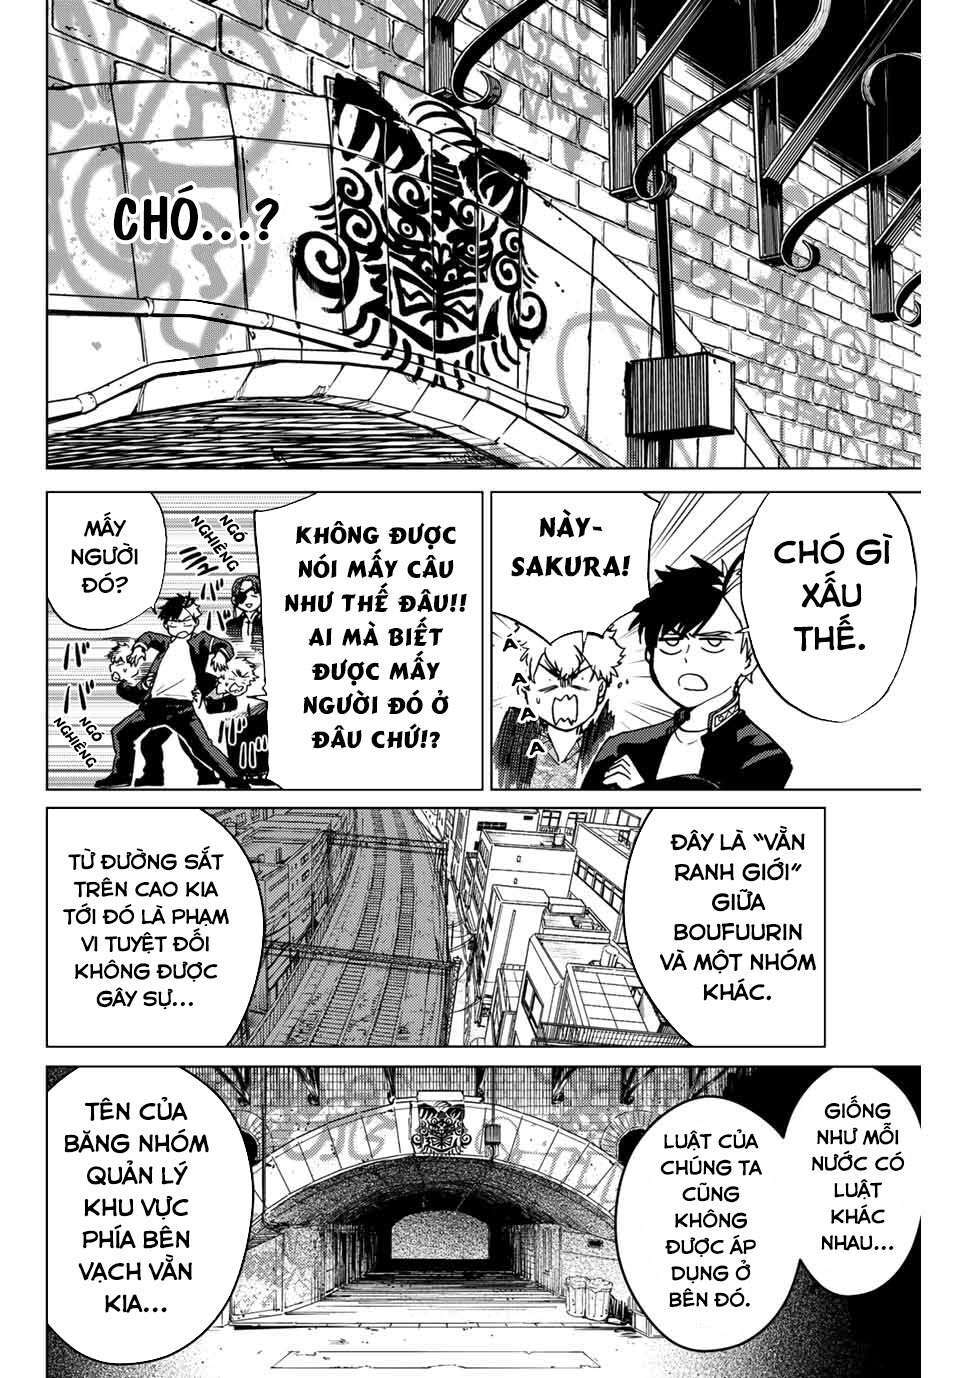 CHÓ...?
CHÓ GÌ
XẤU
THẾ.
NÀY-
SAKURA!
A
A
A
A
A
KHÔNG ĐƯỢC
NÓI MẤY CÂU
NHƯ THẾ ĐÂU!!
AI MÀ BIẾT
ĐƯỢC MẤY
NGƯỜI ĐÓ Ở
ĐÂU CHỨ!?
MẤY
NGƯỜI
ĐÓ?
NGÓ
NGHIÊNG
NGÓ
NGHIÊNG
ĐÂY LÀ “VẰN
RANH GIỚI”
GIỮA
BOUFUURIN
VÀ MỘT NHÓM
KHÁC.
TỪ ĐƯỜNG SẮT
TRÊN CAO KIA
TỚI ĐÓ LÀ PHẠM
VI TUYỆT ĐỐI
KHÔNG ĐƯỢC
GÂY SỰ...
GIỐNG
NHƯ MỖI
NƯỚC CÓ
LUẬT
KHÁC
NHAU...
LUẬT CỦA
CHÚNG TA
CŨNG
KHÔNG
ĐƯỢC ÁP
DỤNG Ở
BÊN ĐÓ.
TÊN CỦA
BĂNG NHÓM
QUẢN LÝ
KHU VỰC
PHÍA BÊN
VẠCH VẰN
KIA...